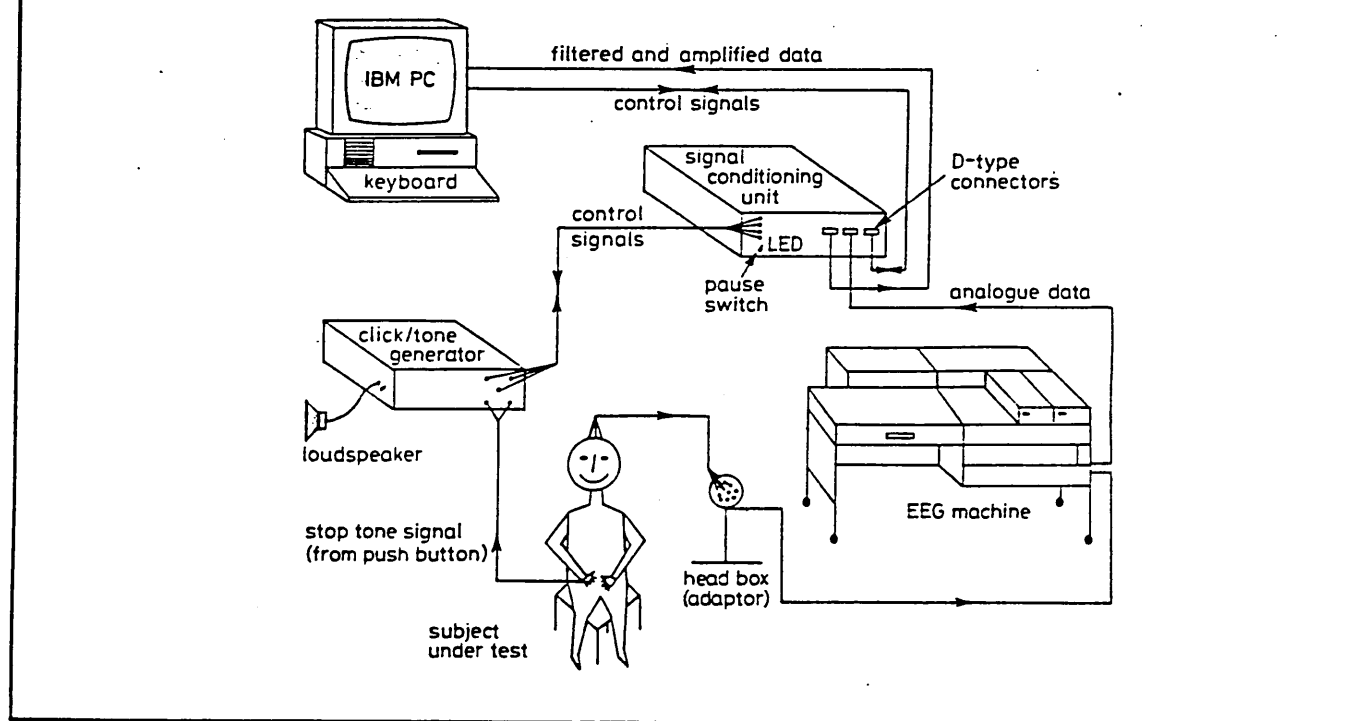 filtered and amplified data
IBM PC
control signals
signal
conditioning
unit
D-type
connectors
keyboard
control
signals
LED
pause
switch
analogue data
click/tone
generator
loudspeaker
EEG machine
stop tone signal
(from push button)
head box
(adaptor)
subject
under test